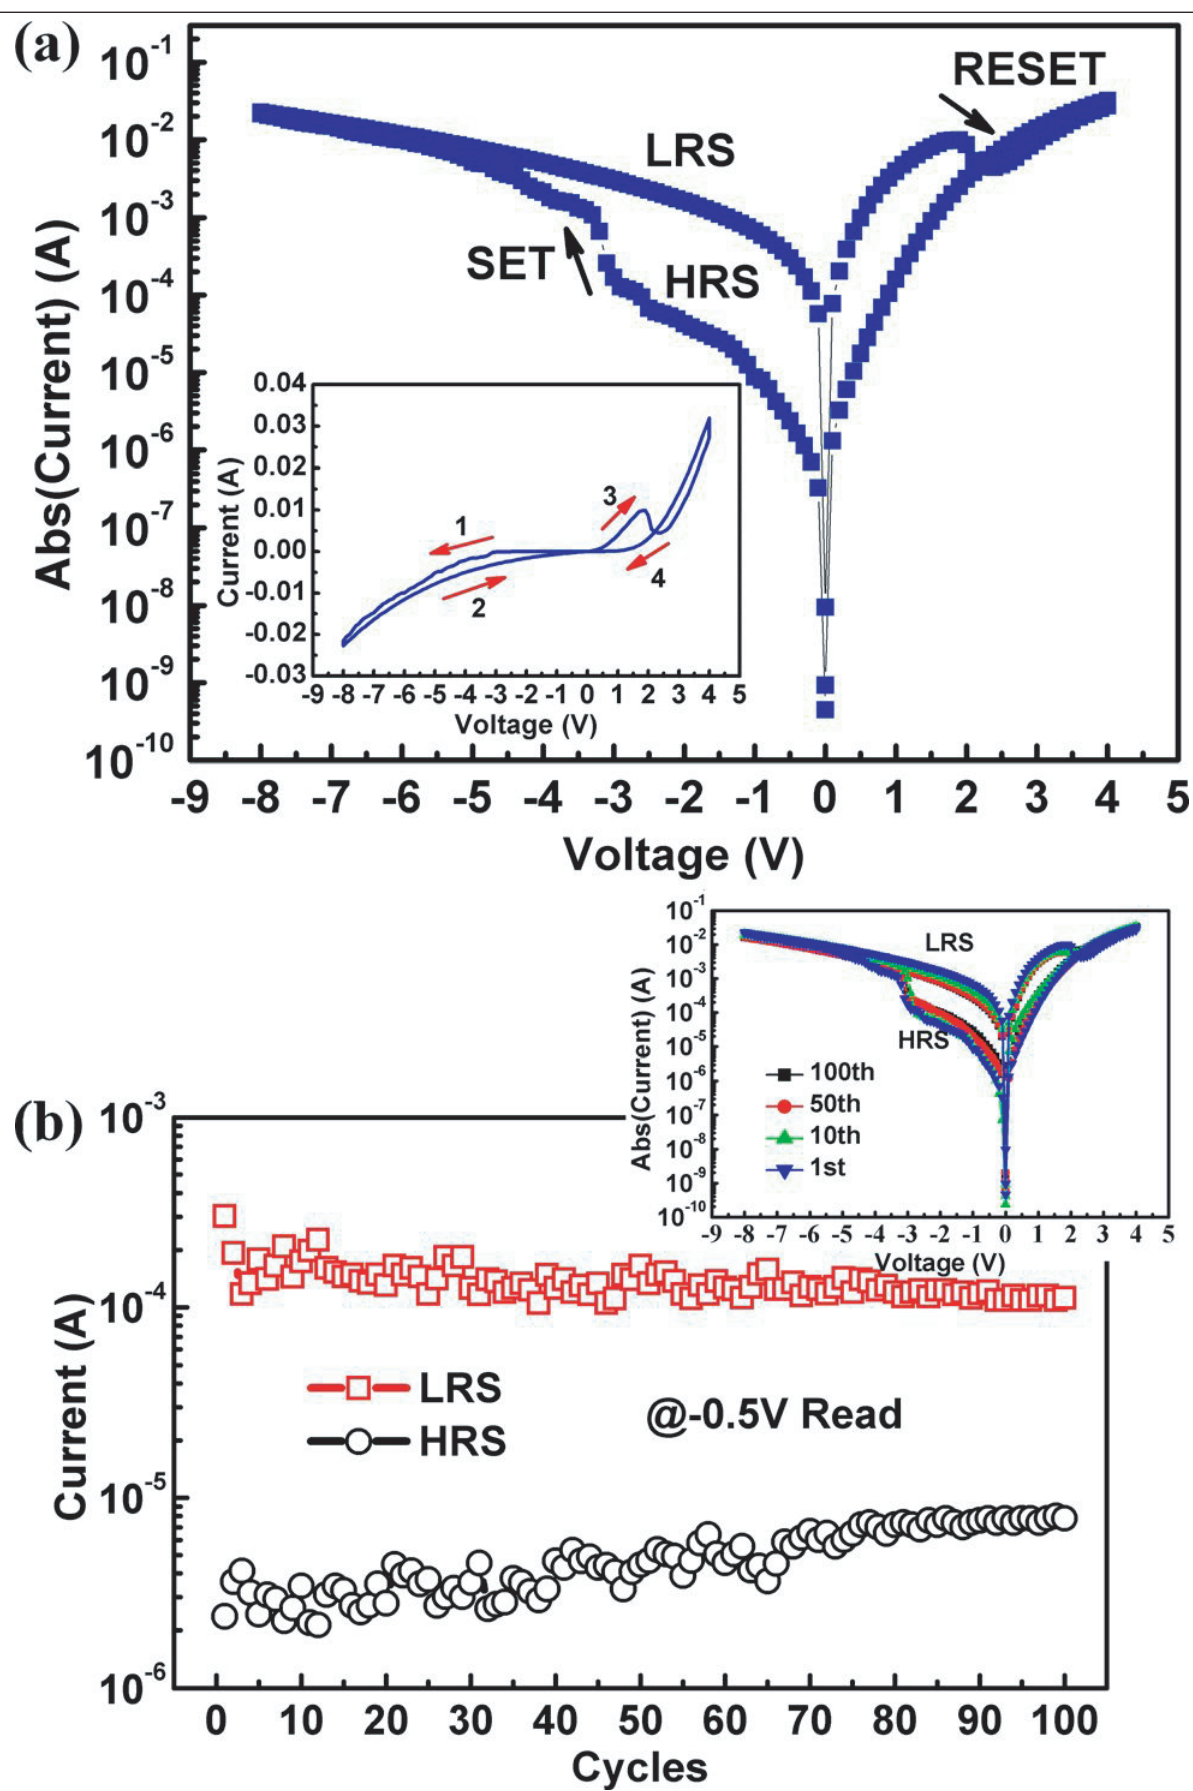 (a)
Abs(Current) (A)
10-1
10-2
10-3
10-4
10-5
10-6
10-7
10-8
10-9
10-10
RESET
LRS
SET
HRS
Current (A)
0.04
0.03
0.02
0.01
0.00
-0.01
-0.02
-0.03
1
2
3
4
-9 -8 -7 -6 -5 -4 -3 -2 -1 0 1 2 3 4 5
Voltage (V)
-9 -8 -7 -6 -5 -4 -3 -2 -1 0 1 2 3 4 5
Voltage (V)
Abs(Current) (A)
10-1
10-2
10-3
10-4
10-5
10-6
10-7
10-8
10-9
10-10
LRS
HRS
100th
50th
10th
1st
-9 -8 -7 -6 -5 -4 -3 -2 -1 0 1 2 3 4 5
Voltage (V)
(b)
Current (A)
10-3
10-4
10-5
10-6
LRS
HRS
@-0.5V Read
0 10 20 30 40 50 60 70 80 90 100
Cycles